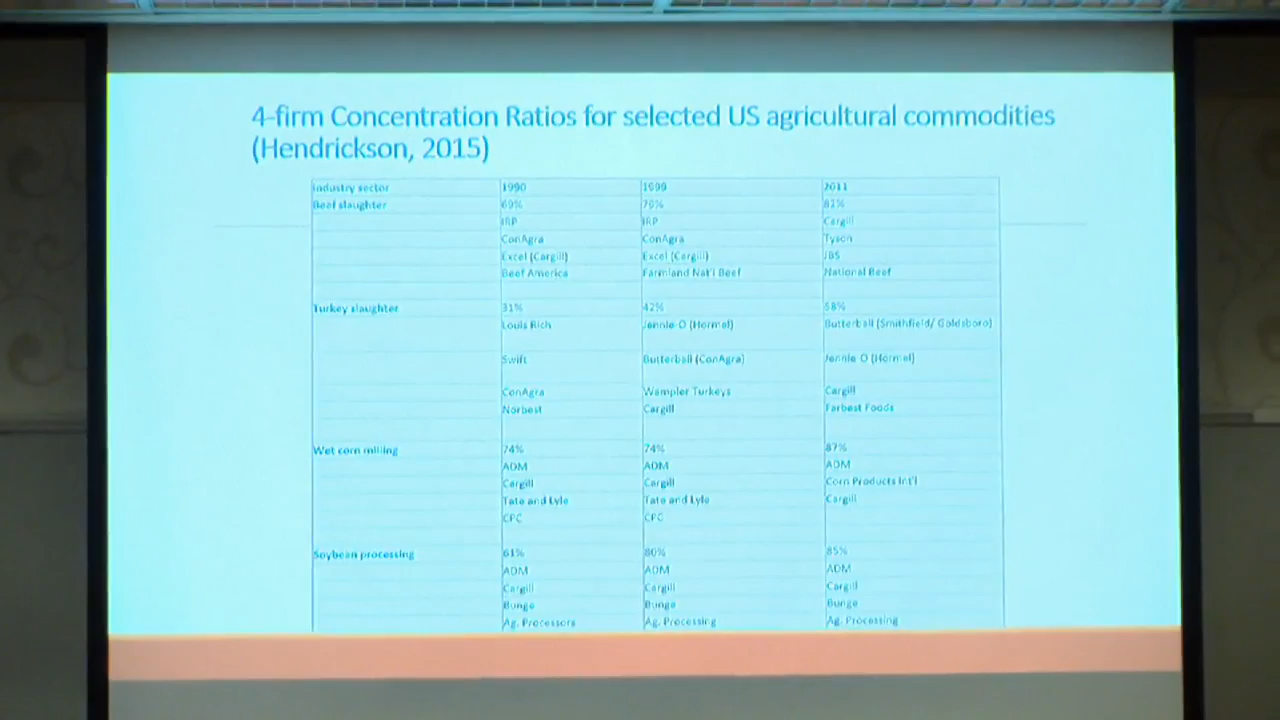 4-firm Concentration Ratios for selected US agricultural commodities
(Hendrickson, 2015)
Industry sector 1990 1999 2011
Beef slaughter 69% 79% 82%
IBP IBP Cargill
ConAgra ConAgra Tyson
Excel (Cargill) Excel (Cargill) JBS
Beef America Farmland Nat'l Beef National Beef
Turkey slaughter 31% 42% 58%
Louis Rich Jennie O (Hormel) Butterball (Smithfield/ Goldsboro)
Swift Butterball (ConAgra) Jennie O (Hormel)
ConAgra Wampler Turkeys Cargill
Norbest Cargill Farbest Foods
Wet corn milling 74% 74% 87%
ADM ADM ADM
Cargill Cargill Corn Products Int'l
Tate and Lyle Tate and Lyle Cargill
CPC CPC
Soybean processing 61% 80% 85%
ADM ADM ADM
Cargill Cargill Cargill
Bunge Bunge Bunge
Ag. Processors Ag. Processing Ag. Processing